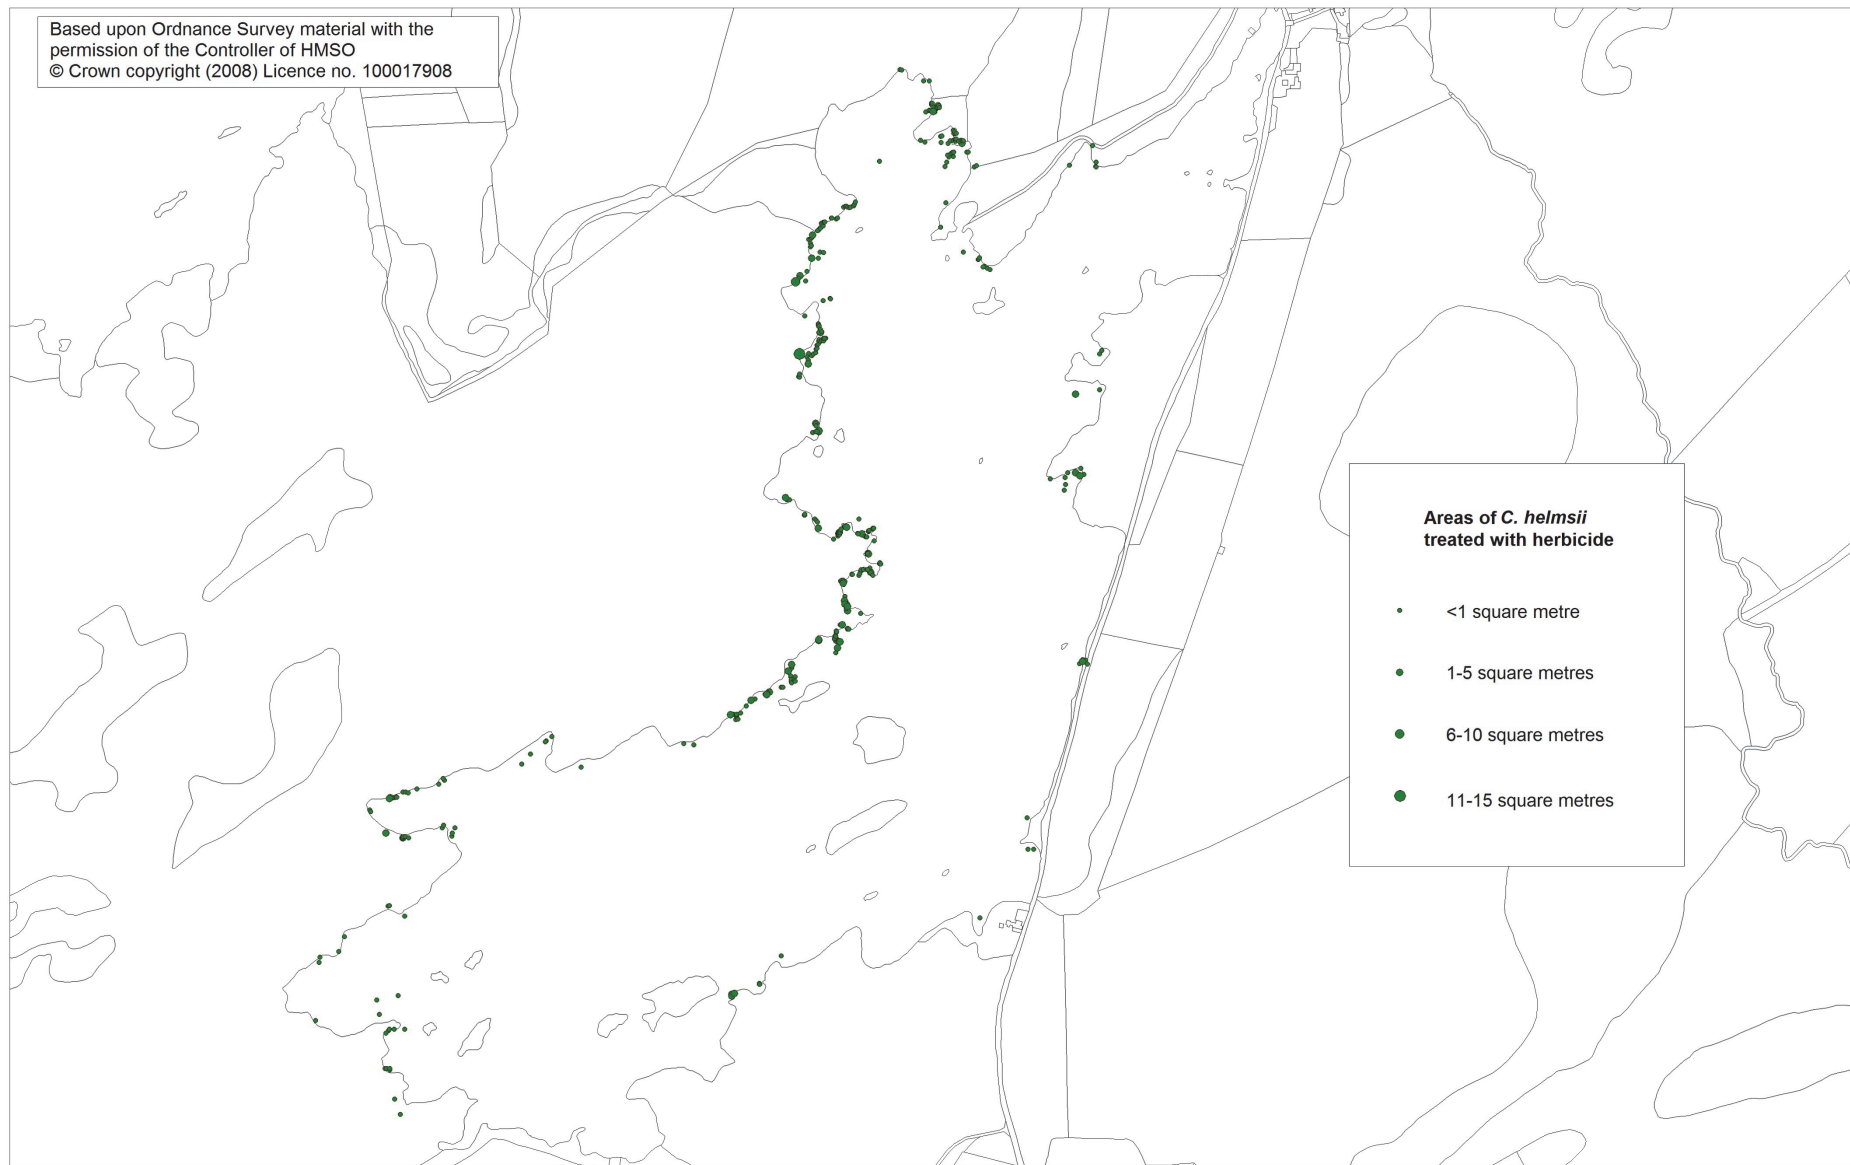 Based upon Ordnance Survey material with the
permission of the Controller of HMSO
© Crown copyright (2008) Licence no. 100017908
Areas of C. helmsii
treated with herbicide
<1 square metre
1-5 square metres
6-10 square metres
11-15 square metres